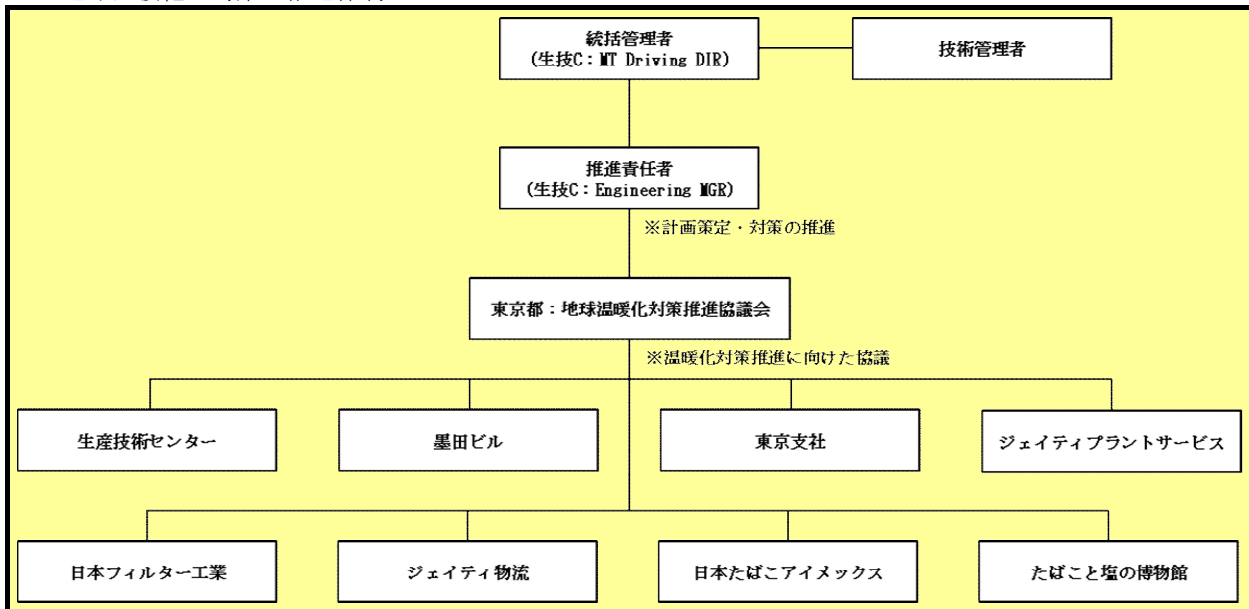 統括管理者
(生技C：MT Driving DIR)
技術管理者
推進責任者
(生技C：Engineering MGR)
※計画策定・対策の推進
東京都：地球温暖化対策推進協議会
※温暖化対策推進に向けた協議
生産技術センター
墨田ビル
東京支社
ジェイティプラントサービス
日本フィルター工業
ジェイティ物流
日本たばこアイメックス
たばこと塩の博物館